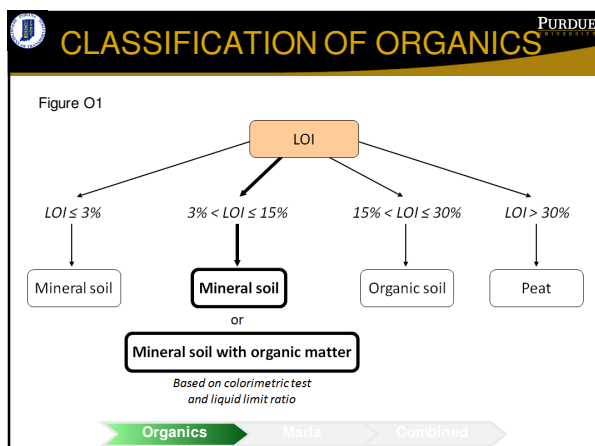 PURDUE
UNIVERSITY
CLASSIFICATION OF ORGANICS
Figure O1
LOI
LOI ≤ 3%
3% < LOI ≤ 15%
15% < LOI ≤ 30%
LOI > 30%
Mineral soil
Mineral soil
Organic soil
Peat
or
Mineral soil with organic matter
Based on colorimetric test
and liquid limit ratio
Organics
Marls
Combined